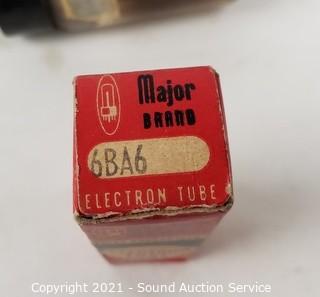 Major
BRAND
6BA6
ELECTRON TUBE
Copyright 2021 - Sound Auction Service